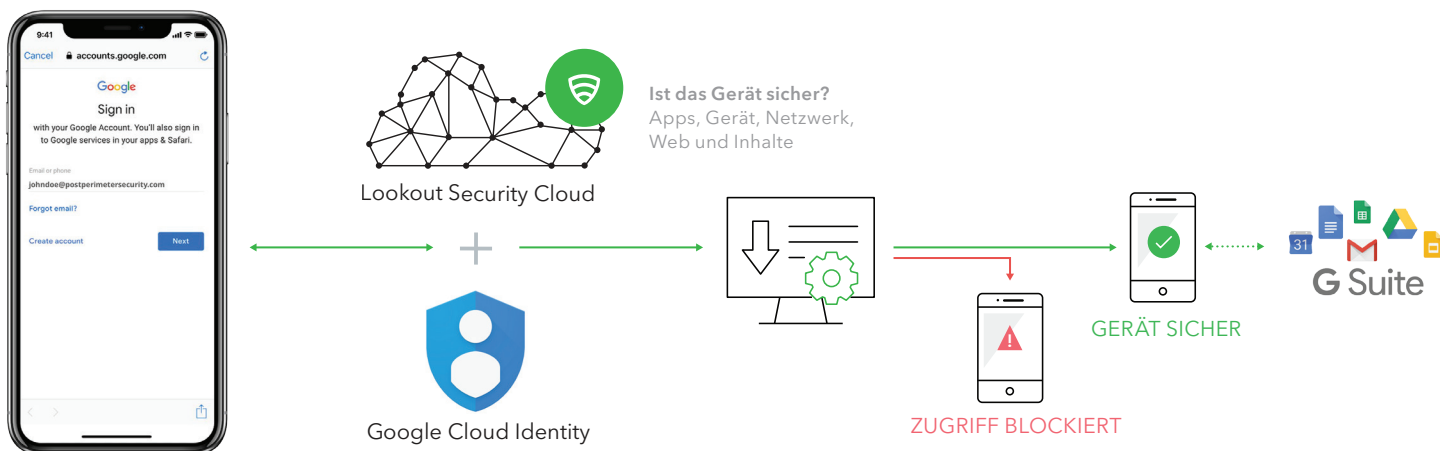 9:41
Cancel
accounts.google.com
Google
Sign in
with your Google Account. You'll also sign in
to Google services in your apps & Safari.
Email or phone
johndoe@postperimetersecurity.com
Forgot email?
Create account
Next
Lookout Security Cloud
Ist das Gerät sicher?
Apps, Gerät, Netzwerk,
Web und Inhalte
+
Google Cloud Identity
ZUGRIFF BLOCKIERT
GERÄT SICHER
31
G Suite